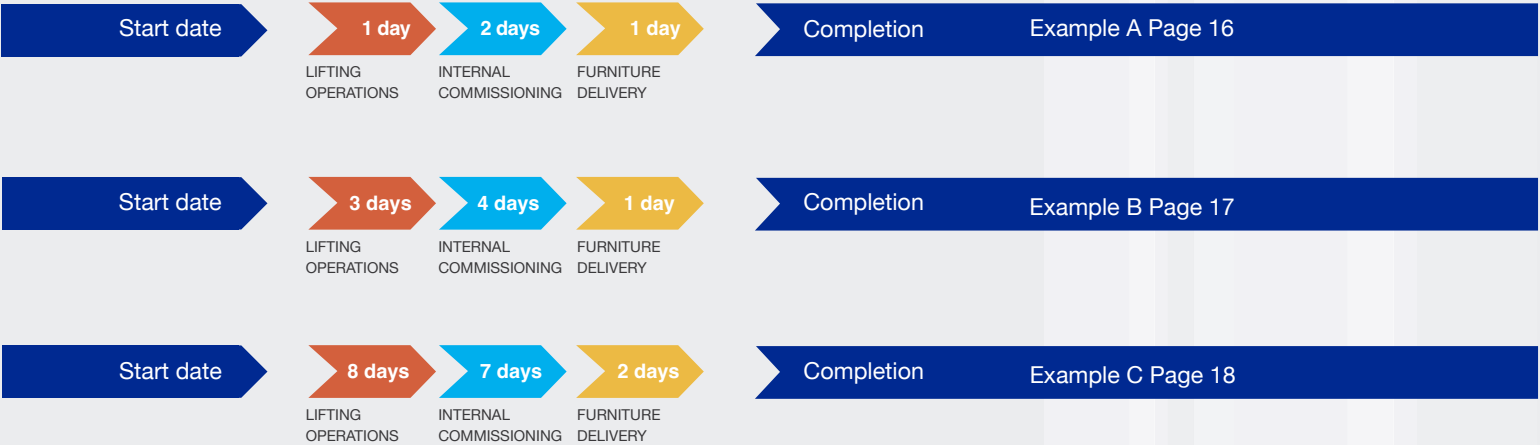 Start date
1 day
2 days
1 day
Completion
Example A Page 16
LIFTING
OPERATIONS
INTERNAL
COMMISSIONING
FURNITURE
DELIVERY
Start date
3 days
4 days
1 day
Completion
Example B Page 17
LIFTING
OPERATIONS
INTERNAL
COMMISSIONING
FURNITURE
DELIVERY
Start date
8 days
7 days
2 days
Completion
Example C Page 18
LIFTING
OPERATIONS
INTERNAL
COMMISSIONING
FURNITURE
DELIVERY